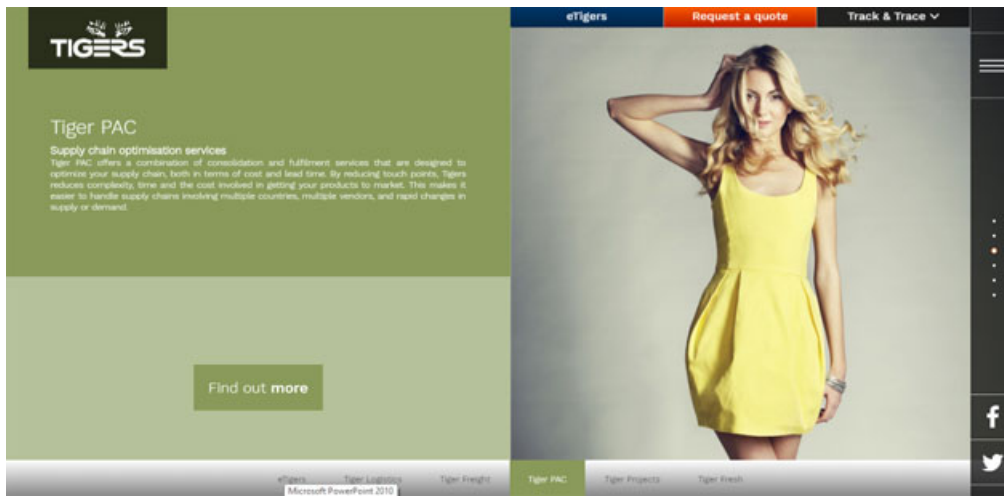 TIGERS
eTigers
Request a quote
Track & Trace
Tiger PAC
Supply chain optimisation services
Tiger PAC offers a combination of consolidation and fulfilment services that are designed to
optimize your supply chain, both in terms of cost and lead time. By reducing touch points, Tigers
reduces complexity, time and the cost involved in getting your products to market. This makes it
easier to handle supply chains involving multiple countries, multiple vendors, and rapid changes in
supply or demand.
Find out more
eTigers
Tiger Logistics
Tiger Freight
Tiger PAC
Tiger Projects
Tiger Fresh
Microsoft PowerPoint 2010